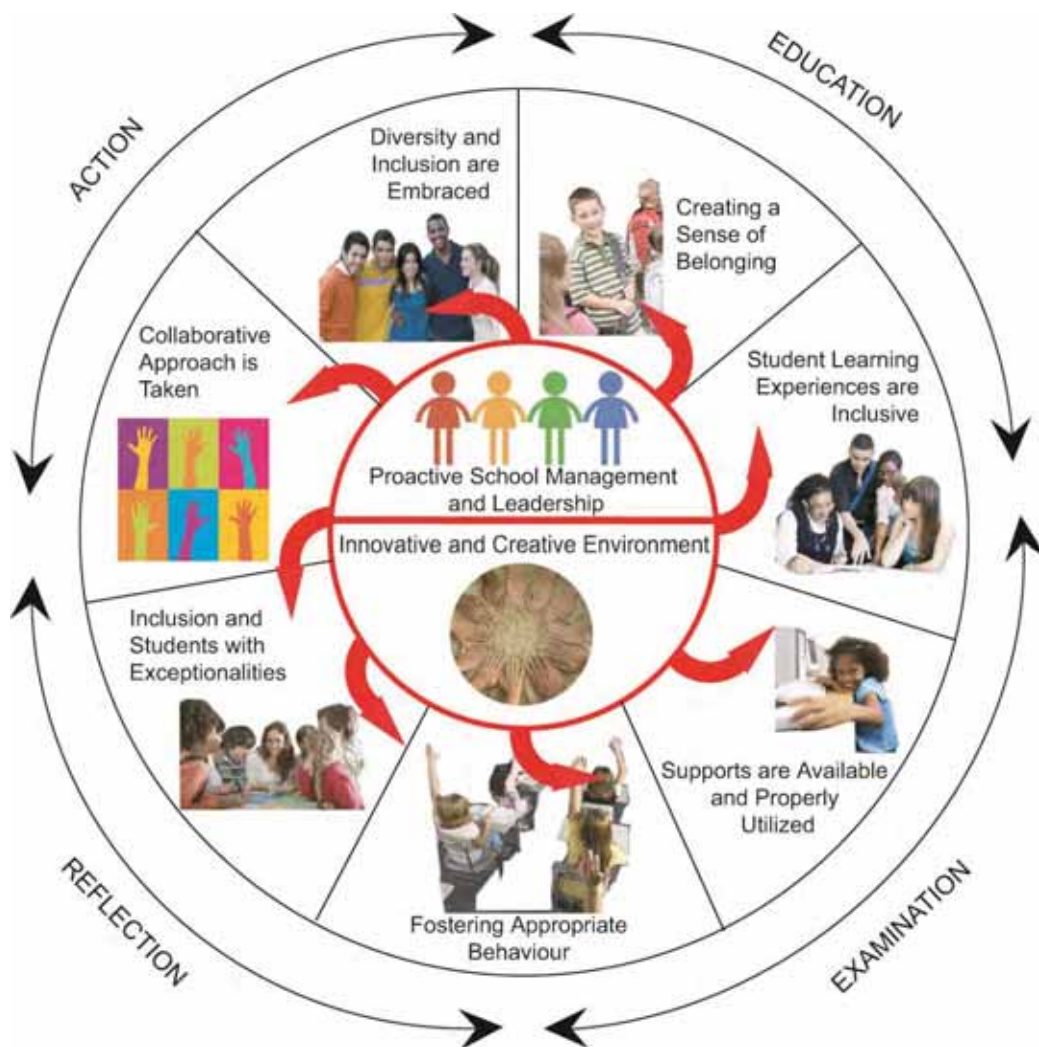 ACTION
EDUCATION
Diversity and
Inclusion are
Embraced
Creating a
Sense of
Belonging
Collaborative
Approach is
Taken
Student Learning
Experiences are
Inclusive
Proactive School Management
and Leadership
Innovative and Creative Environment
Inclusion and
Students with
Exceptionalities
Supports are Available
and Properly
Utilized
Fostering Appropriate
Behaviour
REFLECTION
EXAMINATION